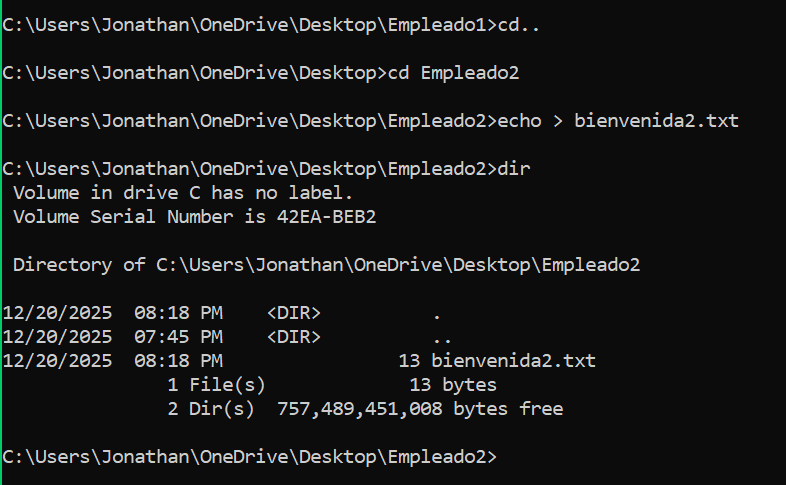 C:\Users\Jonathan\OneDrive\Desktop\Empleado1>cd..
C:\Users\Jonathan\OneDrive\Desktop>cd Empleado2
C:\Users\Jonathan\OneDrive\Desktop\Empleado2>echo > bienvenida2.txt
C:\Users\Jonathan\OneDrive\Desktop\Empleado2>dir
 Volume in drive C has no label.
 Volume Serial Number is 42EA-BEB2
 Directory of C:\Users\Jonathan\OneDrive\Desktop\Empleado2
12/20/2025  08:18 PM    <DIR>          .
12/20/2025  07:45 PM    <DIR>          ..
12/20/2025  08:18 PM                13 bienvenida2.txt
               1 File(s)             13 bytes
               2 Dir(s)  757,489,451,008 bytes free
C:\Users\Jonathan\OneDrive\Desktop\Empleado2>